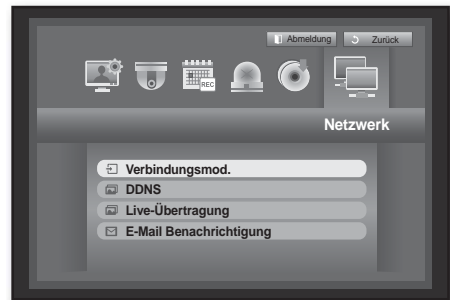 Abmeldung Zurück
REC
Netzwerk
Verbindungsmod.
DDNS
Live-Übertragung
E-Mail Benachrichtigung